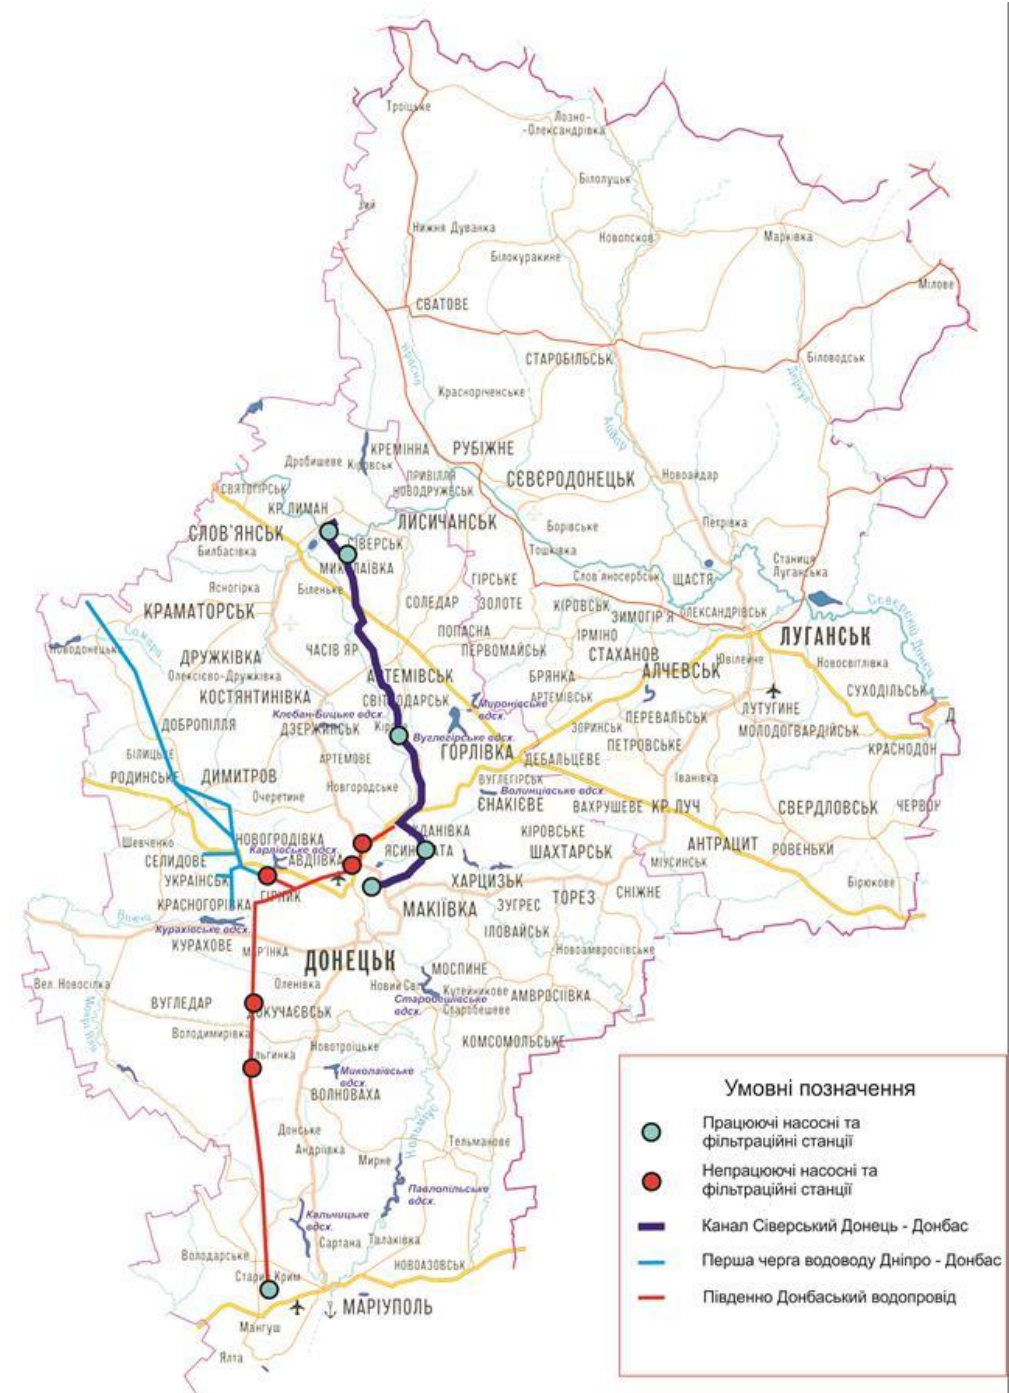 Троїцьке
Лозно-
-Олександрівка
Білолуцьк
Нижня Дуванка
Новопсков
Марківка
Білокуракине
Мілове
СВАТОВЕ
СТАРОБІЛЬСЬК
Біловодськ
Красна
Деркул
Красноріченське
Айдар
КРЕМІННА
РУБІЖНЕ
Дробишеве
Кіровськ
ПРИВІЛЛЯ
СЄВЄРОДОНЕЦЬК
Новоайдар
СВЯТОГІРСЬК
НОВОДРУЖЕСЬК
КР.ЛИМАН
ЛИСИЧАНСЬК
СЛОВ'ЯНСЬК
Борівське
Петрівка
СІВЕРСЬК
Билбасівка
Тошківка
Станиця
Луганська
МИКОЛАЇВКА
ГІРСЬКЕ
Слов'яносербськ
ЩАСТЯ
Ясногірка
Біленьке
Сєверский Донец
СОЛЕДАР
ЗОЛОТЕ
КІРОВСЬК
КРАМАТОРСЬК
ЗИМОГІР'Я
ОЛЕКСАНДРІВСЬК
Самара
ПОПАСНА
ІРМІНО
ЛУГАНСЬК
Новодонецьке
ЧАСІВ ЯР
ПЕРВОМАЙСЬК
СТАХАНОВ
ДРУЖКІВКА
Ювілейне
Новосвітлівка
Олексієво-Дружківка
АРТЕМІВСЬК
БРЯНКА
АЛЧЕВСЬК
КОСТЯНТИНІВКА
СВІТЛОДАРСЬК
АРТЕМІВСЬК
СУХОДІЛЬСЬК
Миронівське
вдсх.
ЛУТУГИНЕ
Клебан-Бицьке вдсх.
ДОБРОПІЛЛЯ
ДЗЕРЖИНСЬК
ЗОРИНСЬК
ПЕРЕВАЛЬСЬК
МОЛОДОГВАРДІЙСЬК
Вуглегірське вдсх.
ПЕТРОВСЬКЕ
КРАСНОДОН
БІЛИЦЬКЕ
АРТЕМОВЕ
ГОРЛІВКА
ДЕБАЛЬЦЕВЕ
РОДИНСЬКЕ
ДИМИТРОВ
ВУГЛЕГІРСЬК
Іванівка
Новгородське
Волинцівське вдсх.
Очеретине
ЄНАКІЄВЕ
ВАХРУШЕВЕ
КР.ЛУЧ
СВЕРДЛОВСЬК
ЧЕРВОН
Шевченко
НОВОГРОДІВКА
ЖДАНІВКА
КІРОВСЬКЕ
АНТРАЦИТ
Карлівське вдсх.
ЯСИНУВАТА
ШАХТАРСЬК
РОВЕНЬКИ
СЕЛИДОВЕ
АВДІЇВКА
МІУСИНСЬК
УКРАЇНСЬК
ГІРНИК
ХАРЦИЗЬК
ТОРЕЗ
СНІЖНЕ
Бірюкове
КРАСНОГОРІВКА
МАКІЇВКА
ЗУГРЕС
Вовча
Курахівське вдсх.
ІЛОВАЙСЬК
КУРАХОВЕ
МАР'ЇНКА
ДОНЕЦЬК
Новоамвросіївське
МОСПИНЕ
Вел. Новосілка
Оленівка
Новий Світ
Кутейникове
АМВРОСІЇВКА
ВУГЛЕДАР
Старобешівське
вдсх.
Старобешеве
ДОКУЧАЄВСЬК
Володимирівка
КОМСОМОЛЬСЬКЕ
Новотроїцьке
Ольгинка
Миколаївське
вдсх.
ВОЛНОВАХА
Кальміус
Донське
Тельманове
Андріївка
Мирне
Павлопільське
вдсх.
Кальчицьке
вдсх.
Сартана
Талаківка
Володарське
НОВОАЗОВСЬК
Старий Крим
МАРІУПОЛЬ
Мангуш
Ялта
Умовні позначення
Працюючі насосні та
фільтраційні станції
Непрацюючі насосні та
фільтраційні станції
Канал Сіверський Донець - Донбас
Перша черга водоводу Дніпро - Донбас
Південно Донбаський водопровід